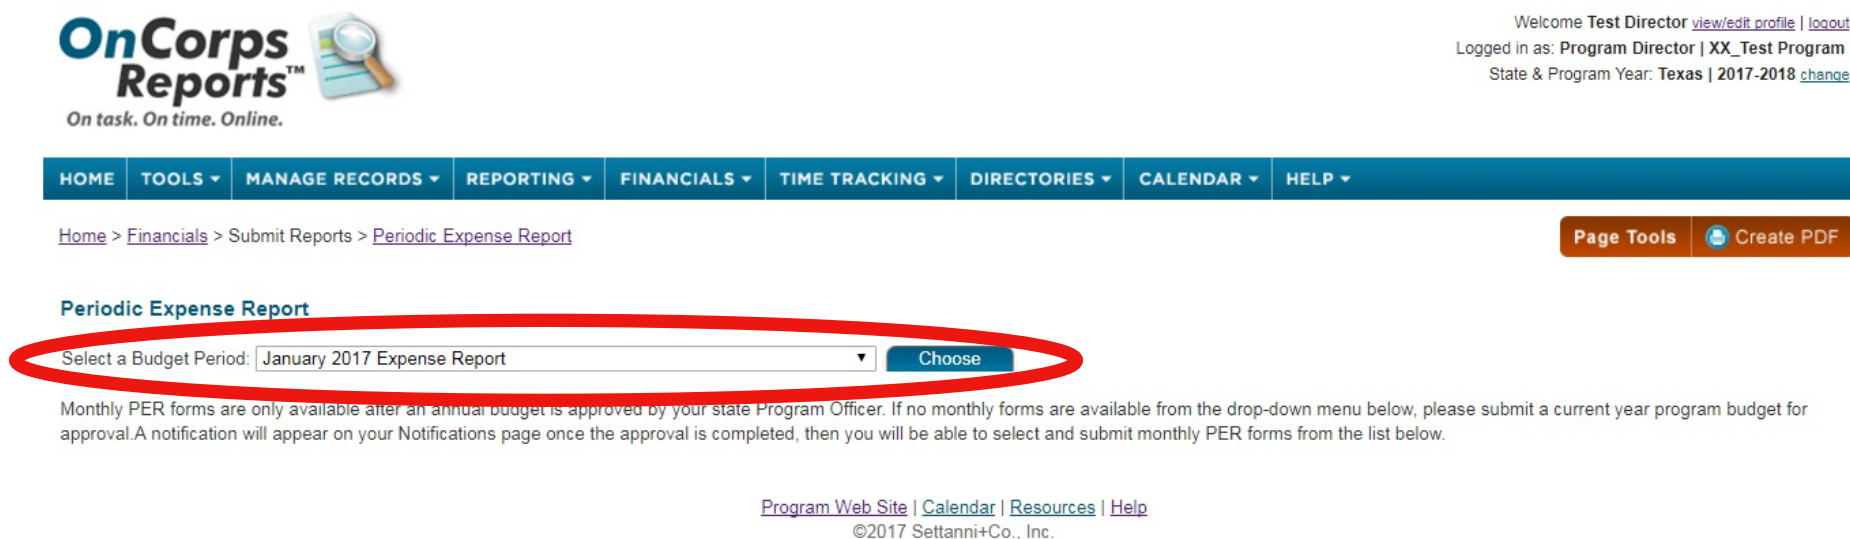 OnCorps
Reports™
On task. On time. Online.
Welcome Test Director view/edit profile | logout
Logged in as: Program Director | XX_Test Program
State & Program Year: Texas | 2017-2018 change
HOME TOOLS MANAGE RECORDS REPORTING FINANCIALS TIME TRACKING DIRECTORIES CALENDAR HELP
Home > Financials > Submit Reports > Periodic Expense Report
Page Tools Create PDF
Periodic Expense Report
Select a Budget Period: January 2017 Expense Report Choose
Monthly PER forms are only available after an annual budget is approved by your state Program Officer. If no monthly forms are available from the drop-down menu below, please submit a current year program budget for
approval.A notification will appear on your Notifications page once the approval is completed, then you will be able to select and submit monthly PER forms from the list below.
Program Web Site | Calendar | Resources | Help
©2017 Settanni+Co., Inc.